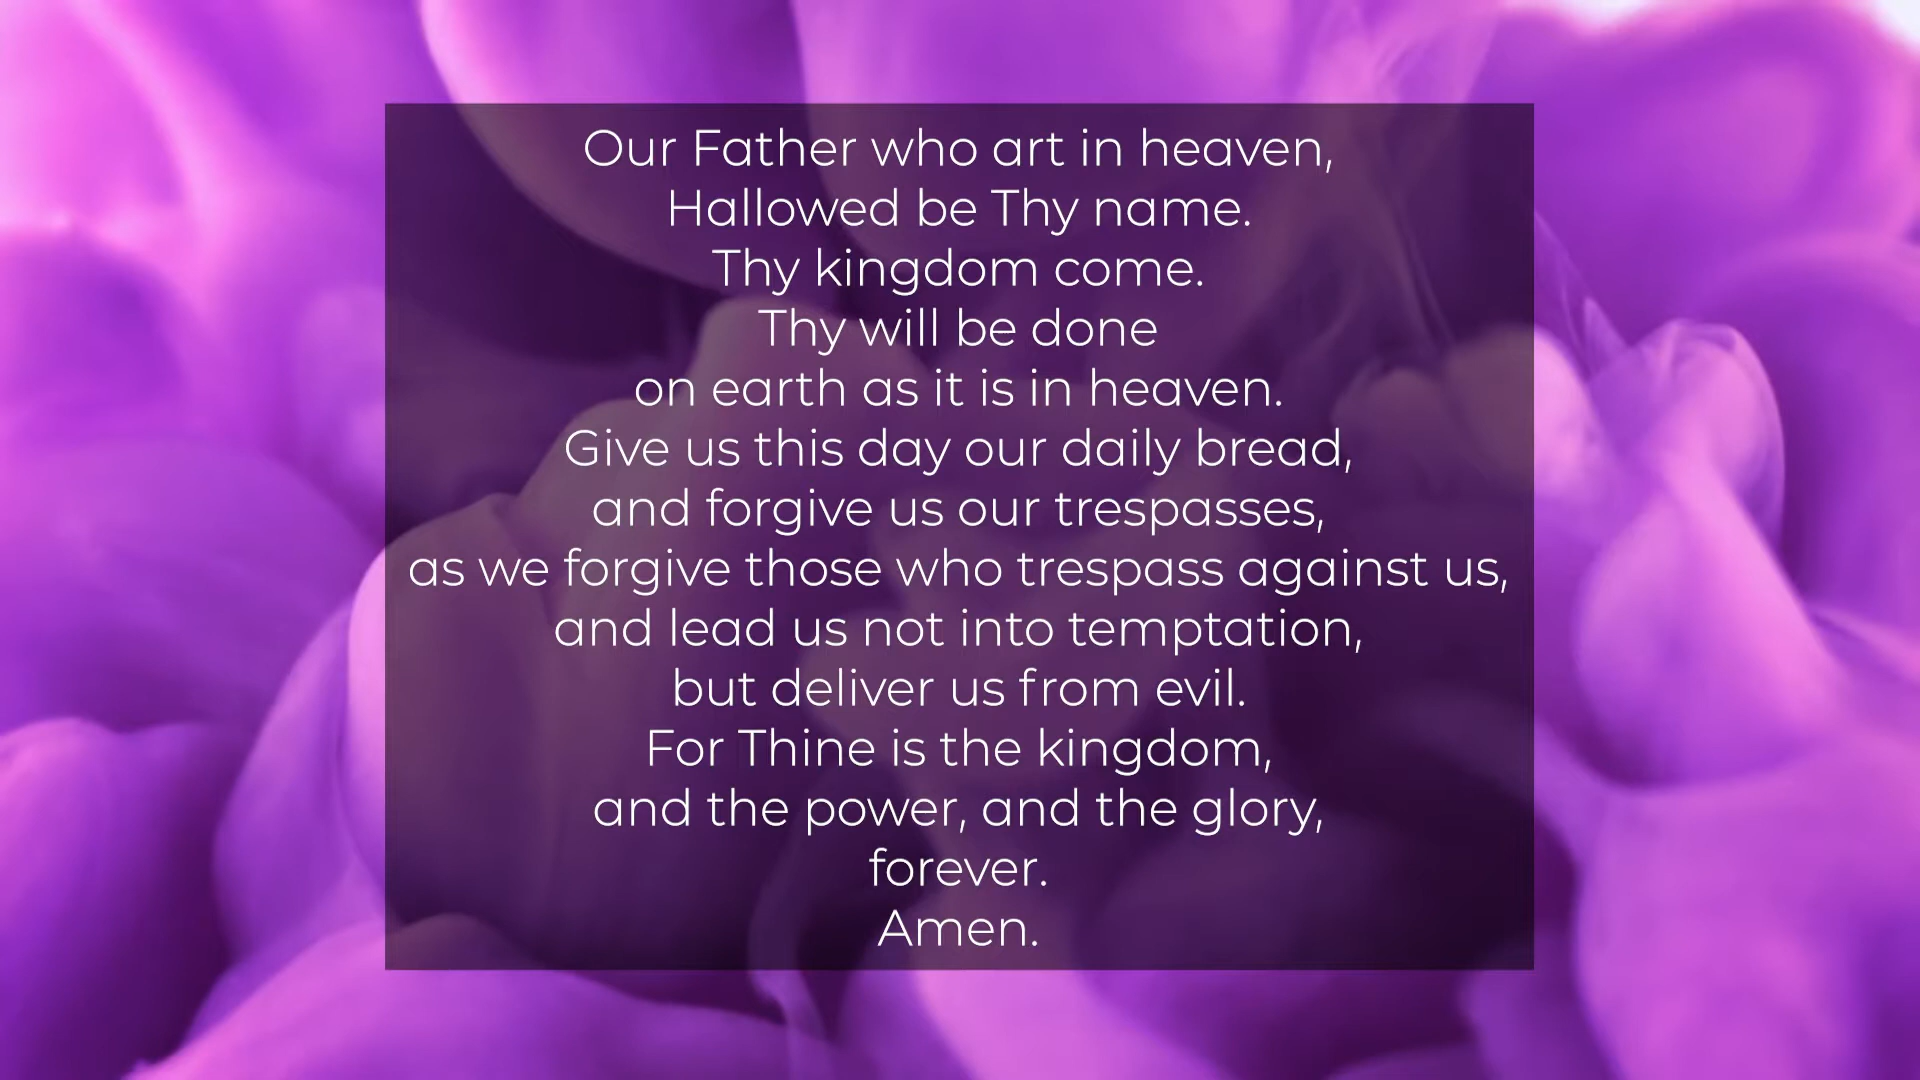 Our Father who art in heaven,
Hallowed be Thy name.
Thy kingdom come.
Thy will be done
on earth as it is in heaven.
Give us this day our daily bread,
and forgive us our trespasses,
as we forgive those who trespass against us,
and lead us not into temptation,
but deliver us from evil.
For Thine is the kingdom,
and the power, and the glory,
forever.
Amen.